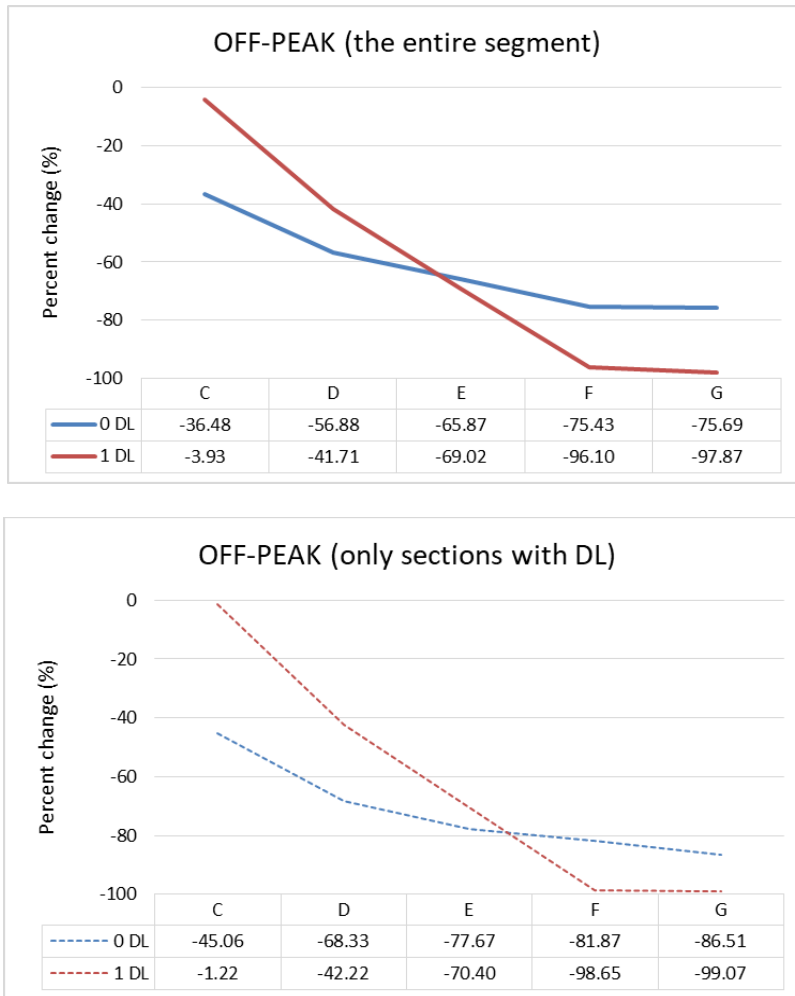 OFF-PEAK (the entire segment)
0
-20
-40
-60
-80
-100
Percent change (%)
C D E F G
0 DL -36.48 -56.88 -65.87 -75.43 -75.69
1 DL -3.93 -41.71 -69.02 -96.10 -97.87
OFF-PEAK (only sections with DL)
0
-20
-40
-60
-80
-100
Percent change (%)
C D E F G
0 DL -45.06 -68.33 -77.67 -81.87 -86.51
1 DL -1.22 -42.22 -70.40 -98.65 -99.07